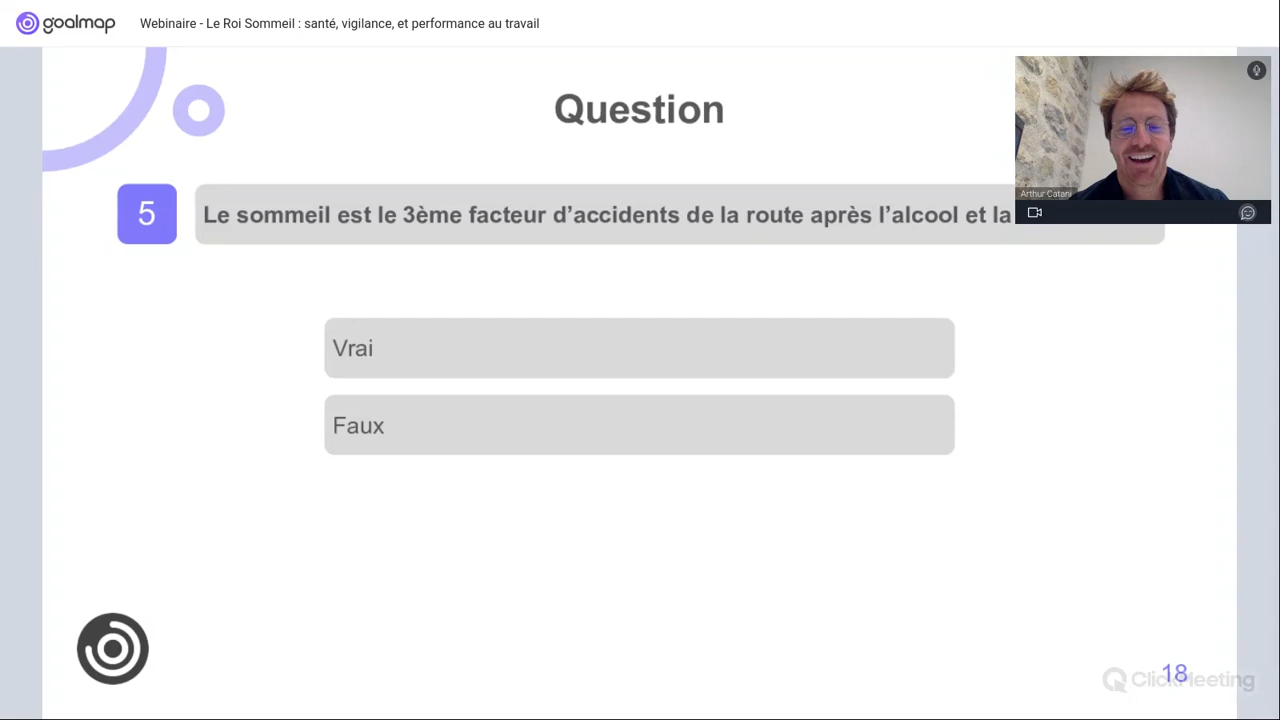 goalmap
Webinaire - Le Roi Sommeil : santé, vigilance, et performance au travail
Question
5
Le sommeil est le 3ème facteur d’accidents de la route après l’alcool et la
Arthur Catani
Vrai
Faux
18
ClickMeeting